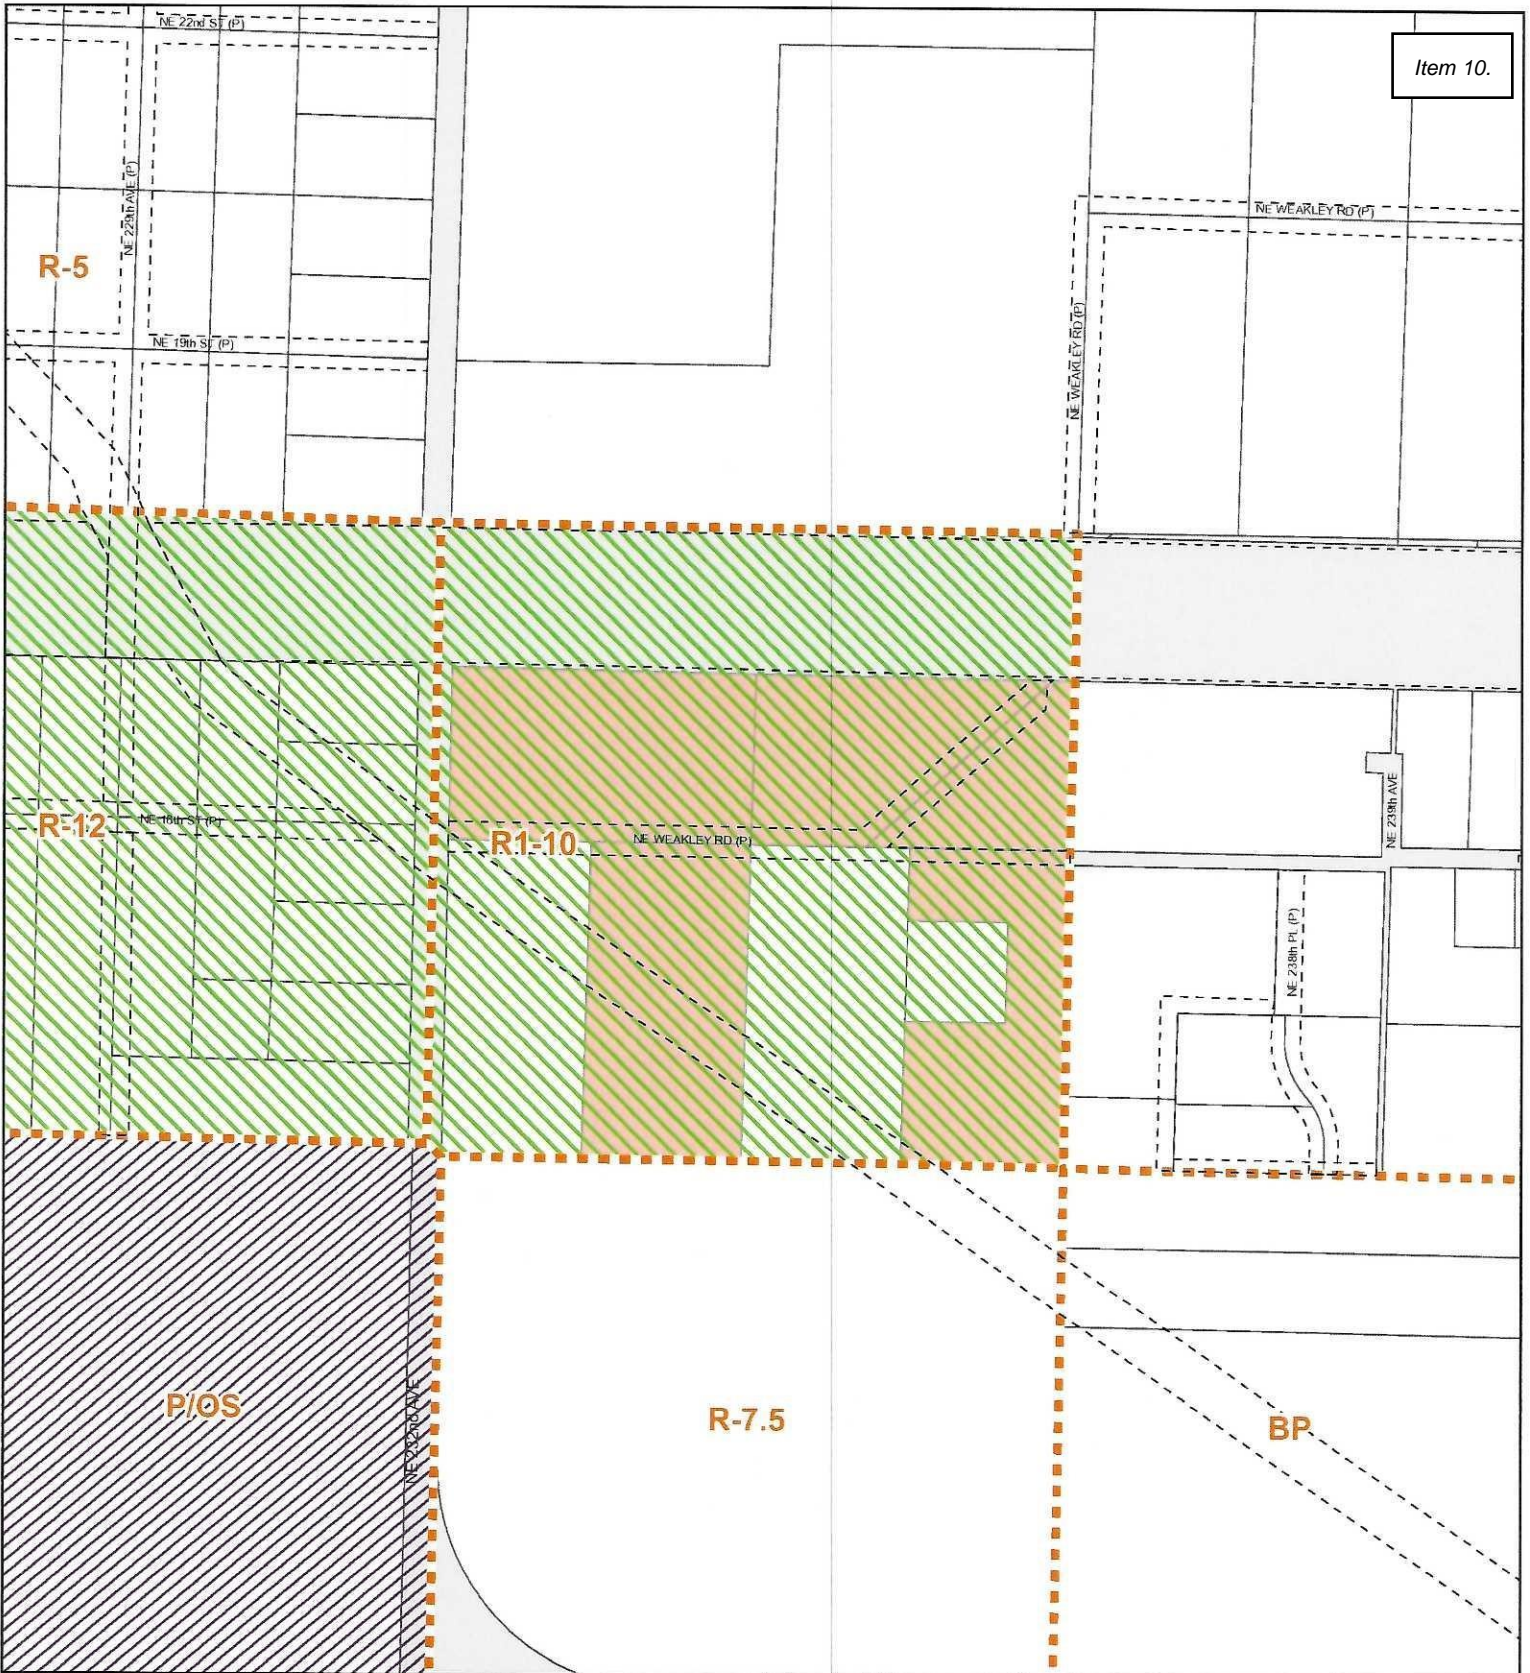 NE 22nd ST (P)
Item 10.
NE 229th AVE (P)
NE WEAKLEY RD (P)
R-5
NE WEAKLEY RD (P)
NE 19th ST (P)
R-12
NE 16th ST (P)
R1-10
NE WEAKLEY RD (P)
NE 239th AVE
NE 238th PL (P)
P/OS
NE 232nd AVE
R-7.5
BP